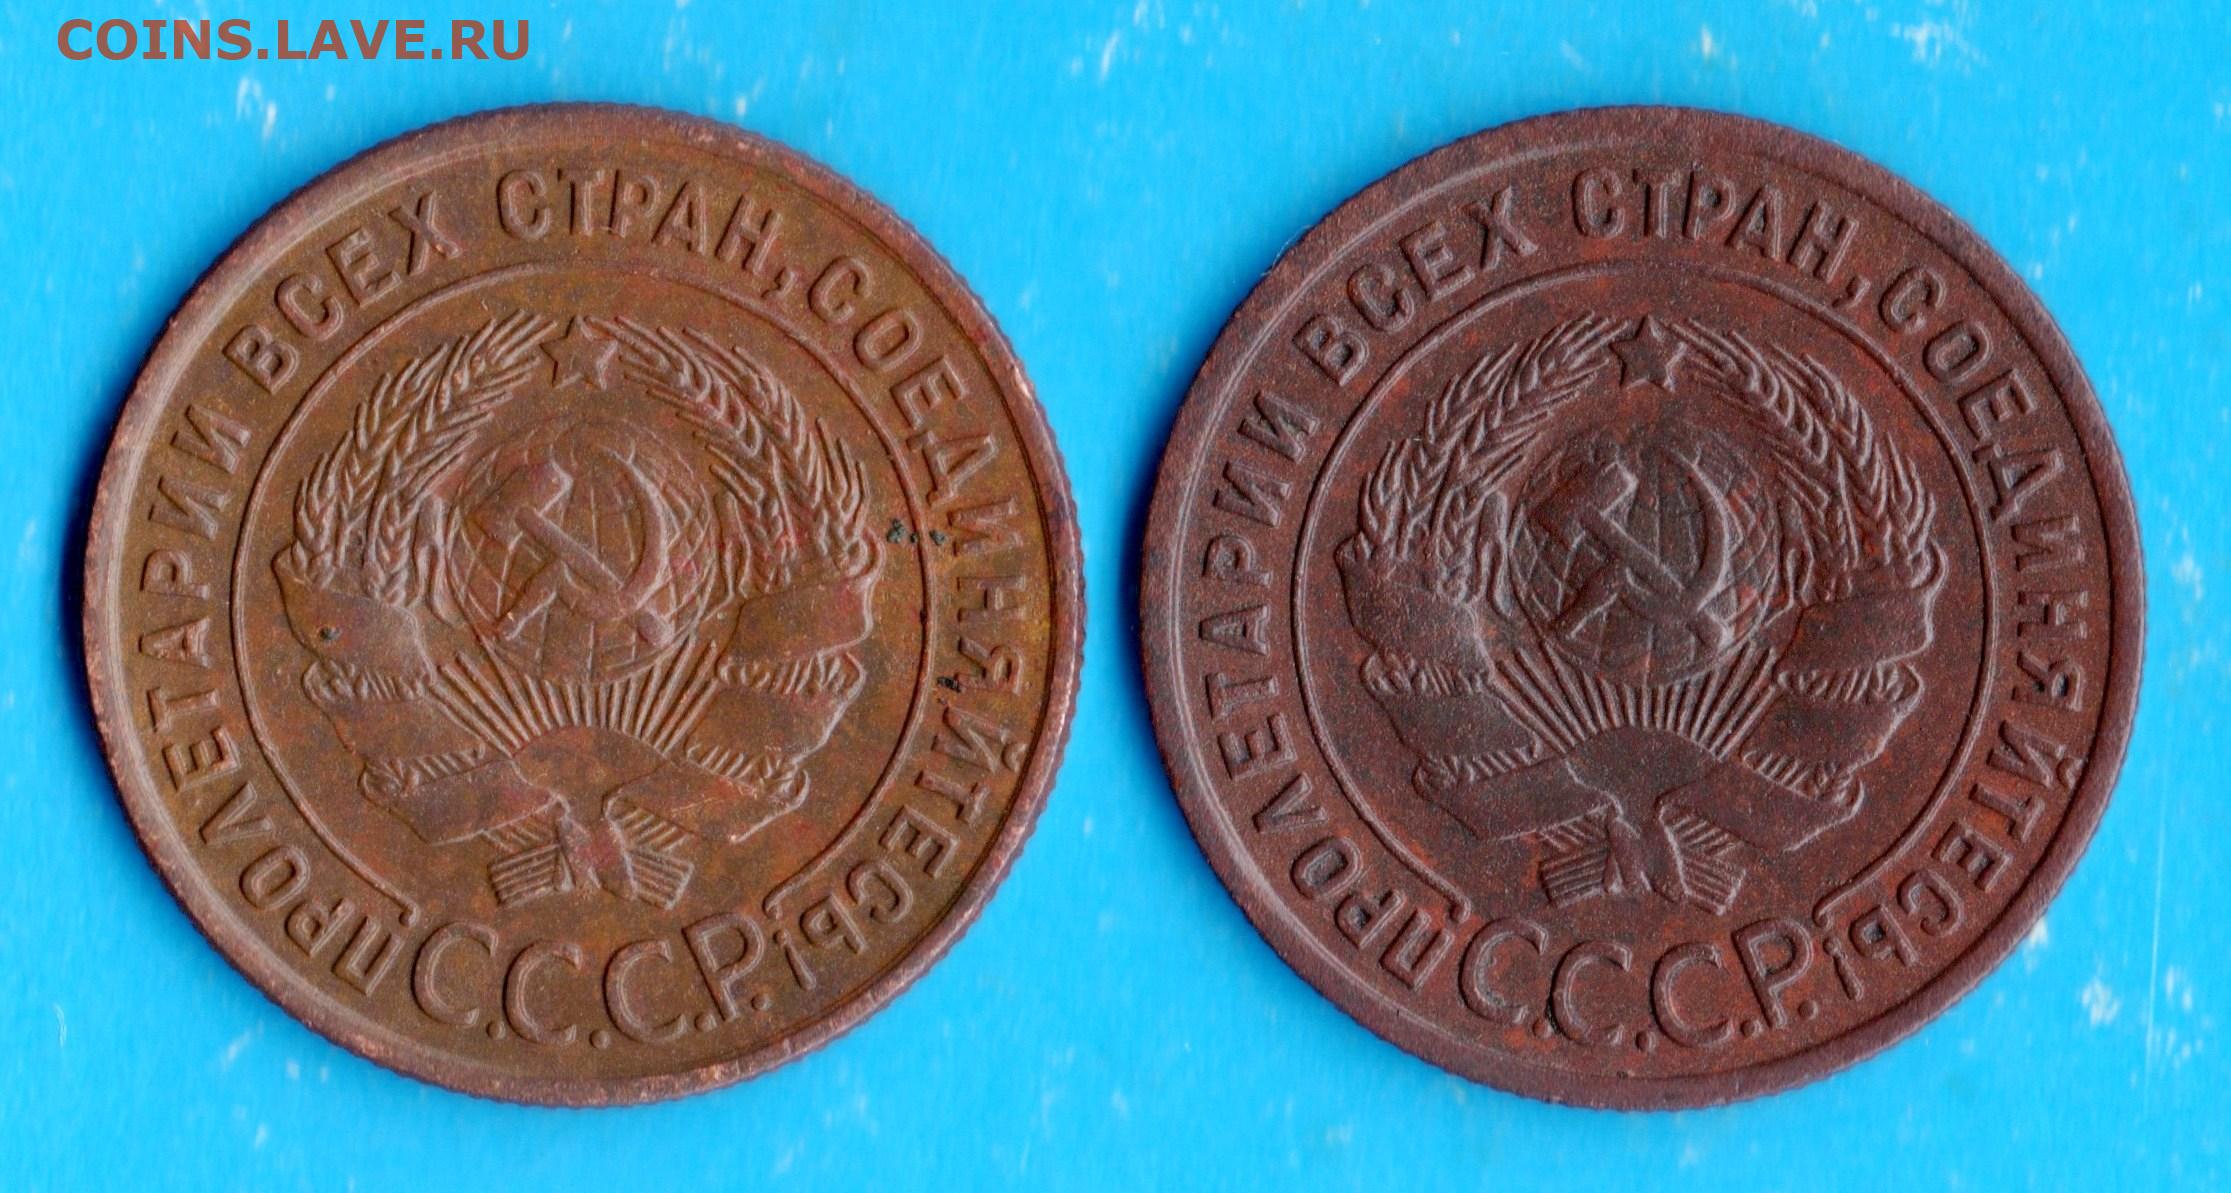 COINS.LAVE.RU
ПРОЛЕТАРИИ ВСЕХ СТРАН, СОЕДИНЯЙТЕСЬ!
С.С.С.Р.
ПРОЛЕТАРИИ ВСЕХ СТРАН, СОЕДИНЯЙТЕСЬ!
С.С.С.Р.